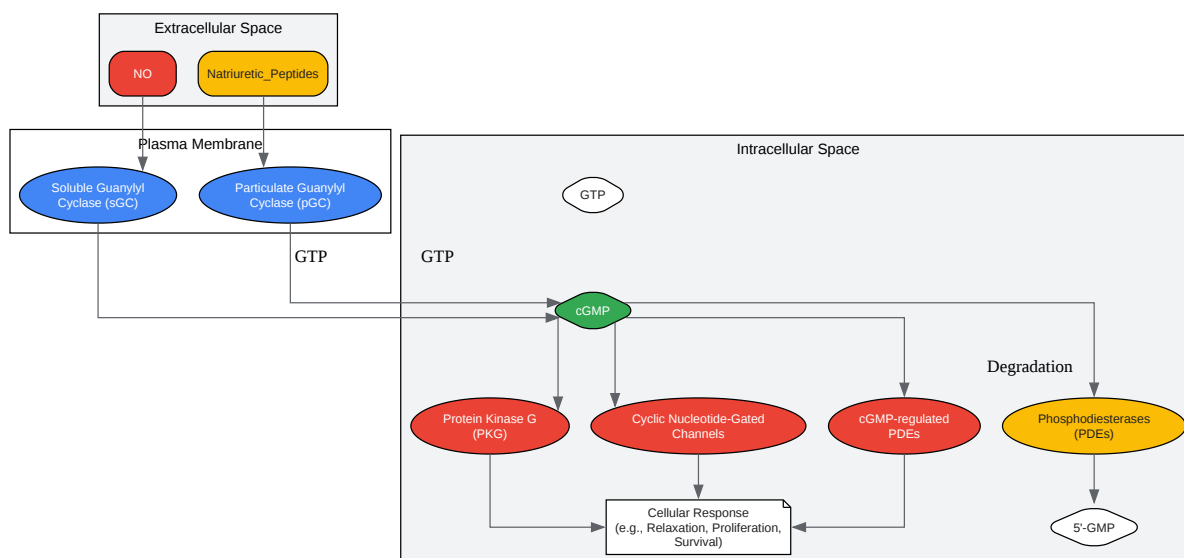 Extracellular Space
NO
Natriuretic_Peptides
Plasma Membrane
Soluble Guanylyl
Cyclase (sGC)
Particulate Guanylyl
Cyclase (pGC)
Intracellular Space
GTP
GTP
GTP
cGMP
Degradation
Protein Kinase G
(PKG)
Cyclic Nucleotide-Gated
Channels
cGMP-regulated
PDEs
Phosphodiesterases
(PDEs)
Cellular Response
(e.g., Relaxation, Proliferation,
Survival)
5'-GMP